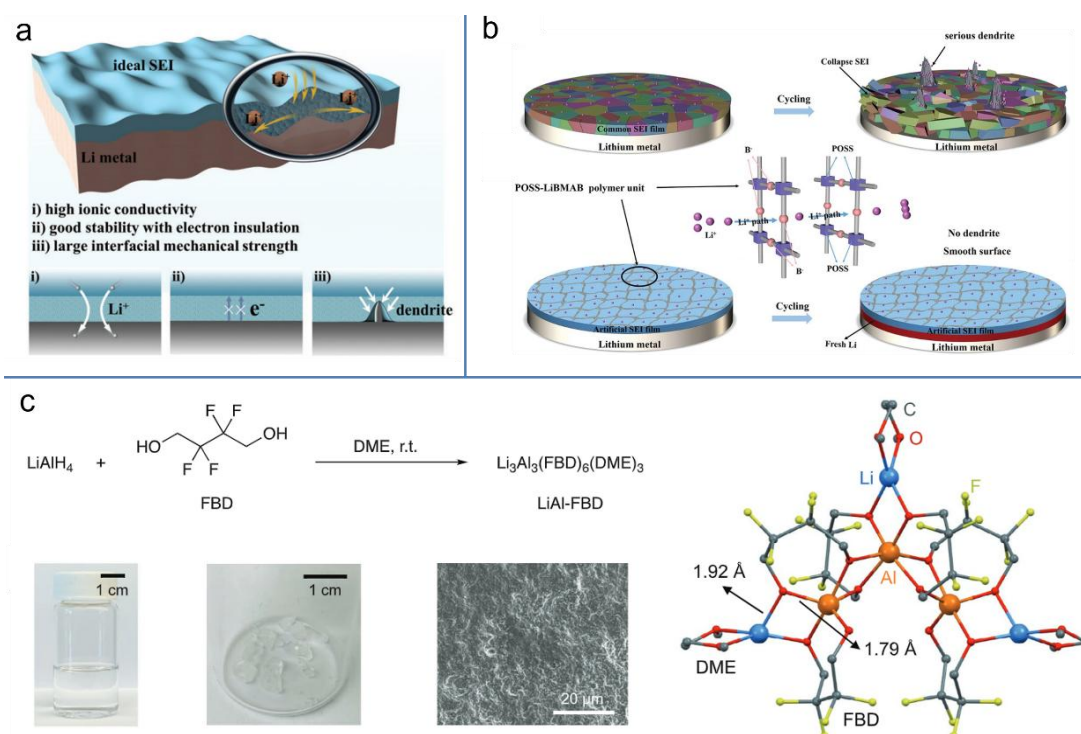 a
ideal SEI
Li⁺
Li metal
i) high ionic conductivity
ii) good stability with electron insulation
iii) large interfacial mechanical strength
i)
Li⁺
ii)
e⁻
iii)
dendrite
b
serious dendrite
Collapse SEI
Cycling
Common SEI film
Lithium metal
Lithium metal
B⁻
POSS
POSS-LiBMAB polymer unit
Li⁺ path
Li⁺ path
Li⁺
B⁻
POSS
No dendrite
Smooth surface
Cycling
Artificial SEI film
Lithium metal
Fresh Li
Artificial SEI film
Lithium metal
c
LiAlH₄ + HO F F F F OH
FBD
DME, r.t.
Li₃Al₃(FBD)₆(DME)₃
LiAl-FBD
1 cm
1 cm
20 µm
C
O
Li
F
Al
1.92 Å
1.79 Å
DME
FBD